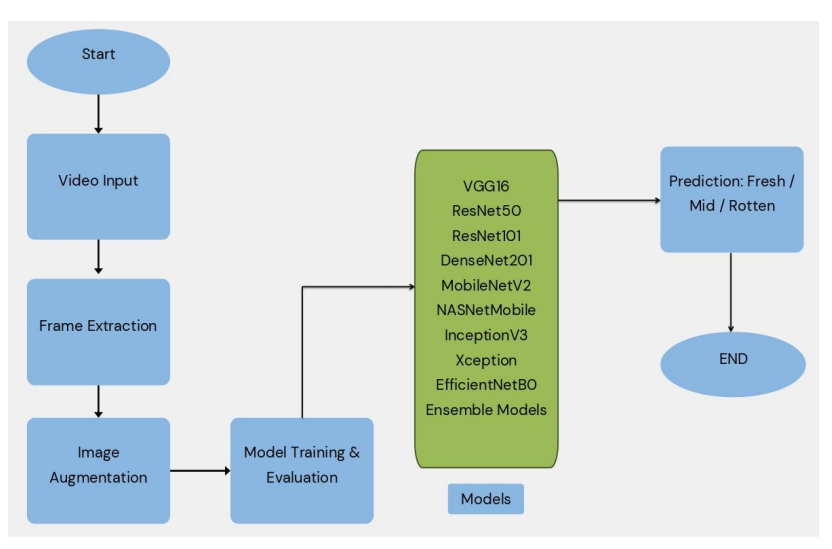 Start
Video Input
Frame Extraction
Image
Augmentation
Model Training &
Evaluation
VGG16
ResNet50
ResNet101
DenseNet201
MobileNetV2
NASNetMobile
InceptionV3
Xception
EfficientNetB0
Ensemble Models
Models
Prediction: Fresh /
Mid / Rotten
END